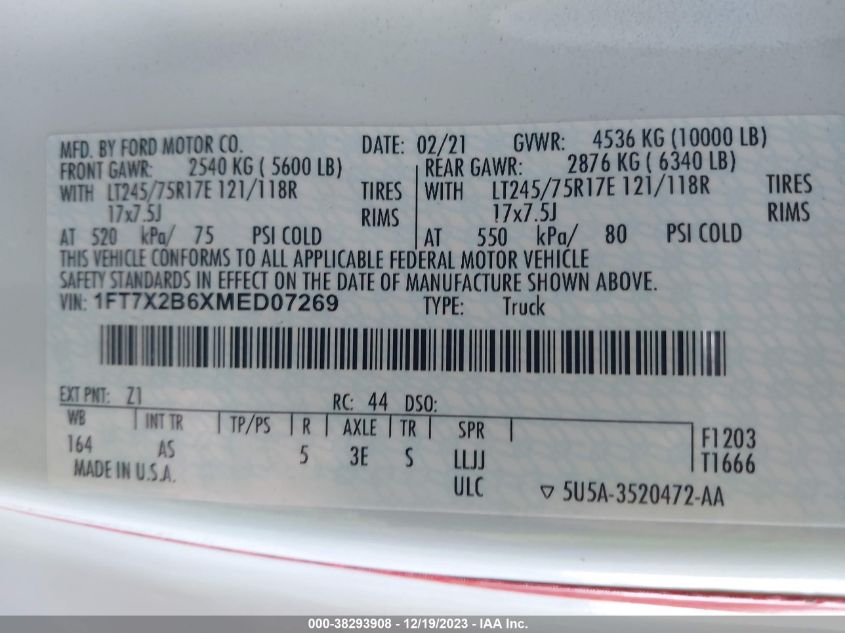 MFD. BY FORD MOTOR CO. DATE: 02/21 GVWR: 4536 KG (10000 LB)
FRONT GAWR: 2540 KG ( 5600 LB) REAR GAWR: 2876 KG ( 6340 LB)
WITH LT245/75R17E 121/118R TIRES WITH LT245/75R17E 121/118R TIRES
17x7.5J RIMS 17x7.5J RIMS
AT 520 kPa/ 75 PSI COLD AT 550 kPa/ 80 PSI COLD
THIS VEHICLE CONFORMS TO ALL APPLICABLE FEDERAL MOTOR VEHICLE
SAFETY STANDARDS IN EFFECT ON THE DATE OF MANUFACTURE SHOWN ABOVE.
VIN: 1FT7X2B6XMED07269 TYPE: Truck
EXT PNT: Z1 RC: 44 DSO:
WB INT TR TP/PS R AXLE TR SPR
164 AS 5 3E S LLJJ F1203
MADE IN U.S.A. ULC T1666
▽ 5U5A-3520472-AA
000-38293908 - 12/19/2023 - IAA Inc.